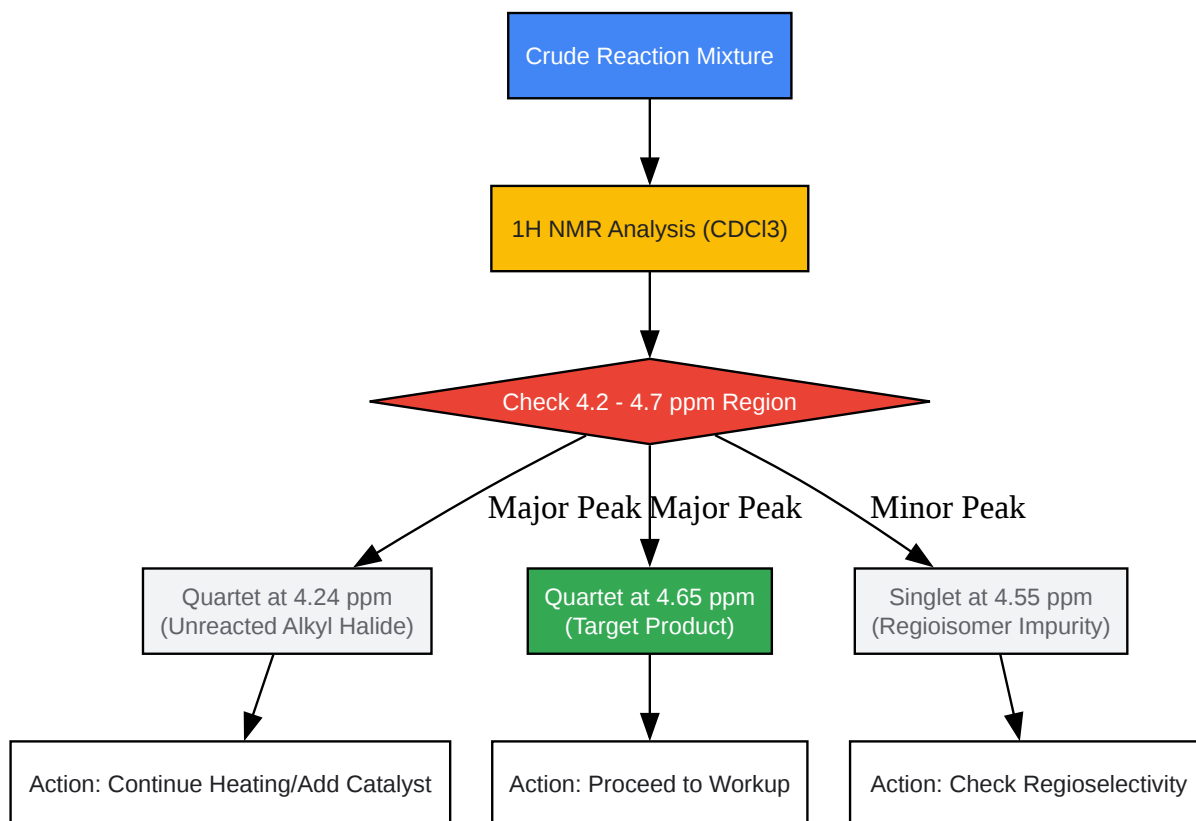 Crude Reaction Mixture
1H NMR Analysis (CDCl3)
Check 4.2 - 4.7 ppm Region
Major Peak
Major Peak
Minor Peak
Quartet at 4.24 ppm
(Unreacted Alkyl Halide)
Quartet at 4.65 ppm
(Target Product)
Singlet at 4.55 ppm
(Regioisomer Impurity)
Action: Continue Heating/Add Catalyst
Action: Proceed to Workup
Action: Check Regioselectivity